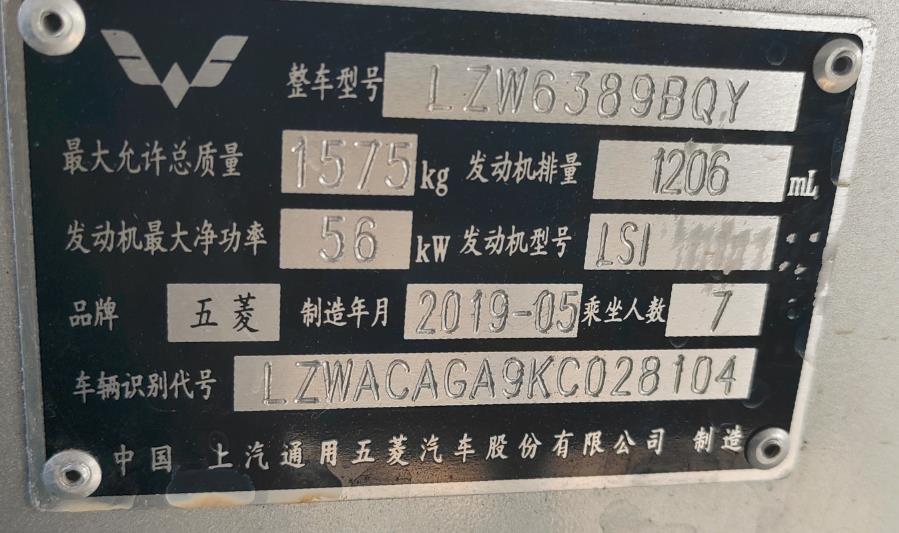 整车型号 LZW6389BQY
最大允许总质量 1575 kg 发动机排量 1206 mL
发动机最大净功率 56 kW 发动机型号 LSI
品牌 五菱 制造年月 2019-05 乘坐人数 7
车辆识别代号 LZWACAGA9KC028104
中国 上汽通用五菱汽车股份有限公司 制造